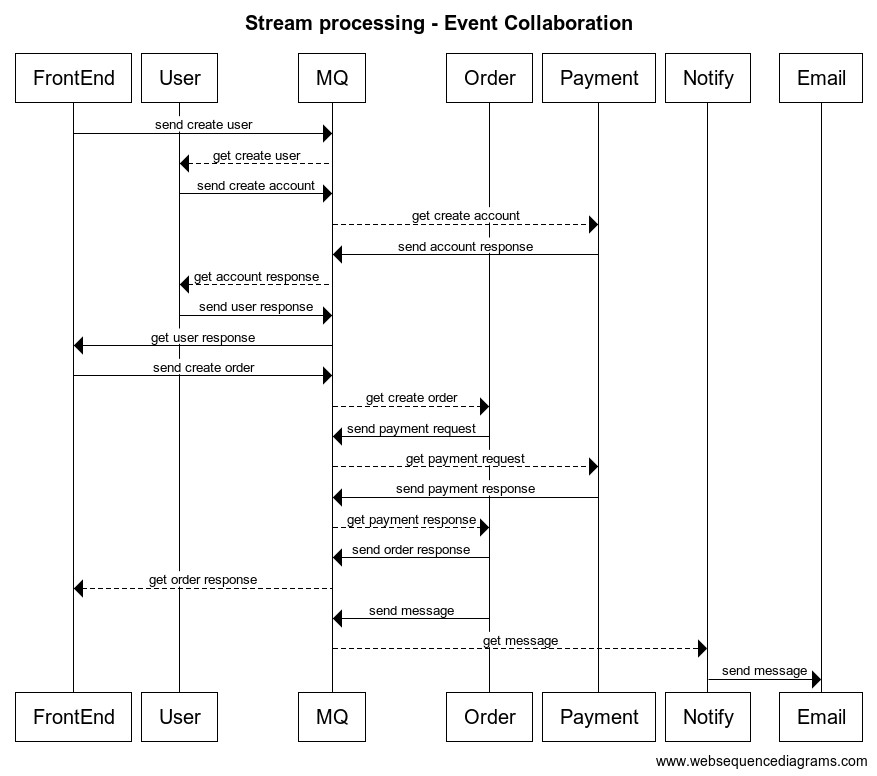 Stream processing - Event Collaboration
FrontEnd User MQ Order Payment Notify Email
send create user
get create user
send create account
get create account
send account response
get account response
send user response
get user response
send create order
get create order
send payment request
get payment request
send payment response
get payment response
send order response
get order response
send message
get message
send message
FrontEnd User MQ Order Payment Notify Email
www.websequencediagrams.com